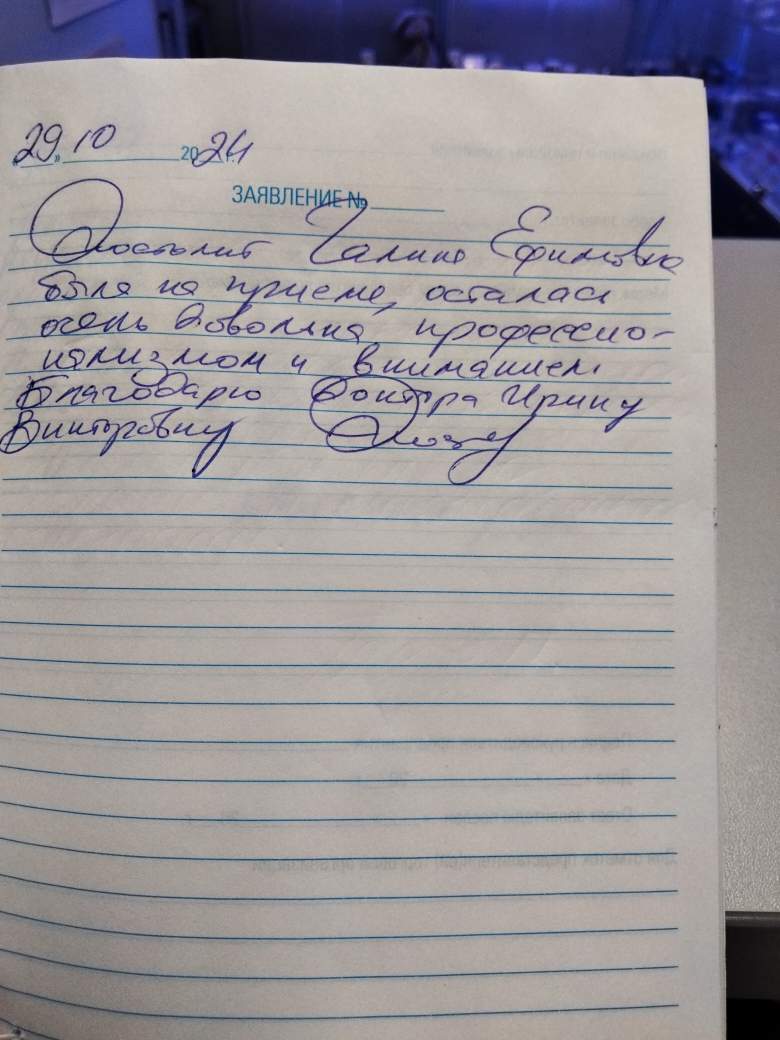 29 10 2024 г.
ЗАЯВЛЕНИЕ №
Галина Ефимовна
была на приеме, осталась
очень довольна профессио-
нализмом и вниманием
Благодарю Доктора Ирину
Викторовну